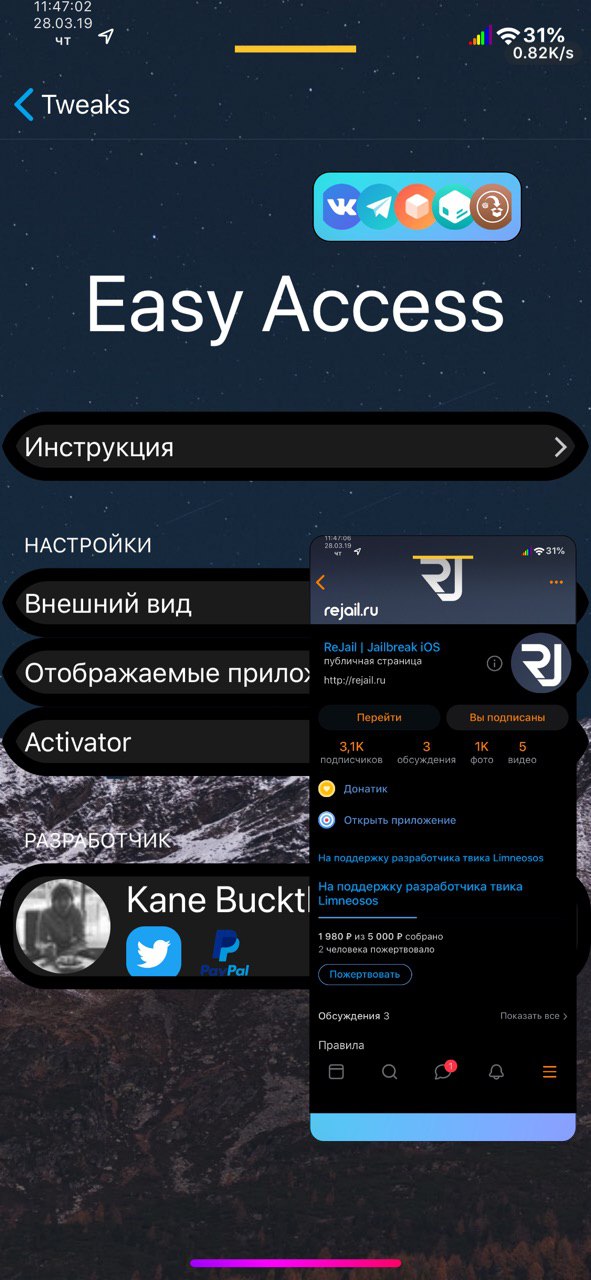 11:47:02
28.03.19
чт
31%
0.82K/s
Tweaks
Easy Access
Инструкция
НАСТРОЙКИ
Внешний вид
Отображаемые прилож
Activator
РАЗРАБОТЧИК
Kane Buckt
PayPal
11:47:06
28.03.19
чт
31%
RJ
rejail.ru
ReJail | Jailbreak iOS
публичная страница
http://rejail.ru
RJ
Перейти
Вы подписаны
3,1K 3 1K 5
подписчиков обсуждения фото видео
Донатик
Открыть приложение
На поддержку разработчика твика Limneosos
На поддержку разработчика твика
Limneosos
1 980 ₽ из 5 000 ₽ собрано
2 человека пожертвовало
Пожертвовать
Обсуждения 3
Показать все
Правила
1